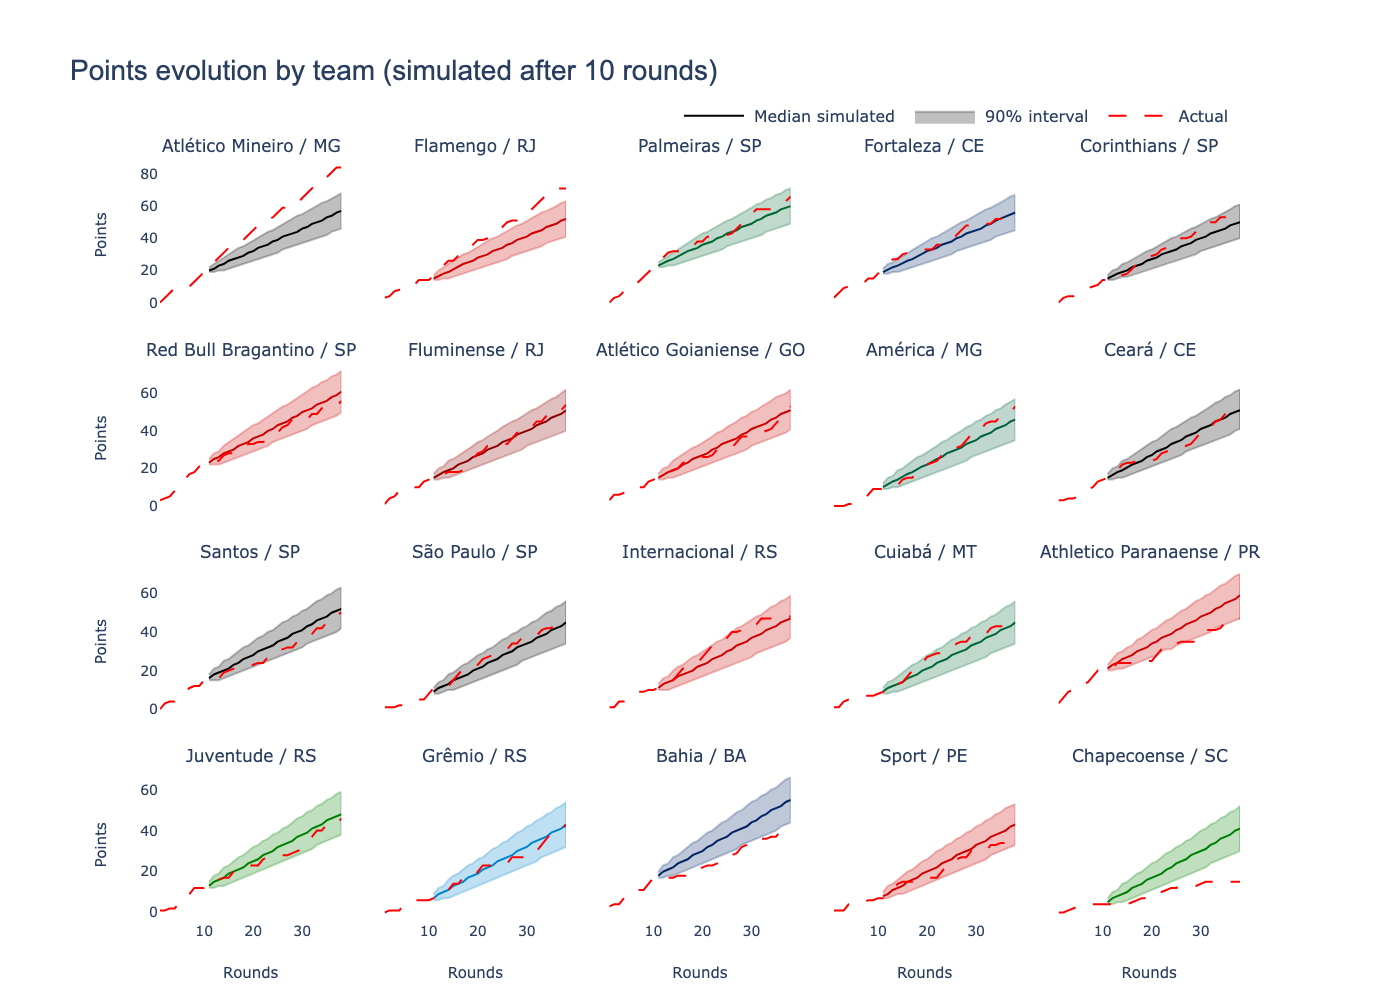 Points evolution by team (simulated after 10 rounds)
Median simulated 90% interval Actual
Atlético Mineiro / MG Flamengo / RJ Palmeiras / SP Fortaleza / CE Corinthians / SP
80
60
40
20
0
Points
Red Bull Bragantino / SP Fluminense / RJ Atlético Goianiense / GO América / MG Ceará / CE
60
40
20
0
Points
Santos / SP São Paulo / SP Internacional / RS Cuiabá / MT Athletico Paranaense / PR
60
40
20
0
Points
Juventude / RS Grêmio / RS Bahia / BA Sport / PE Chapecoense / SC
60
40
20
0
Points
10 20 30 10 20 30 10 20 30 10 20 30 10 20 30
Rounds Rounds Rounds Rounds Rounds